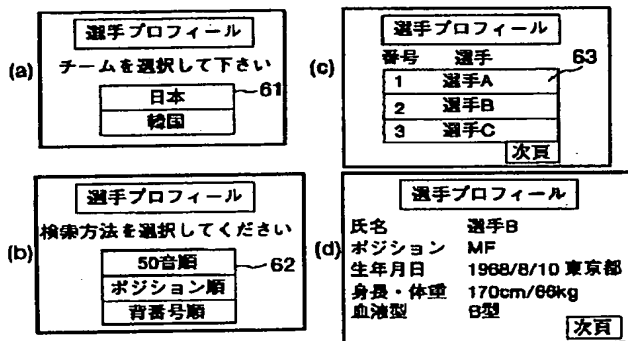 (a)
選手プロフィール
チームを選択して下さい
日本
61
韓国
(b)
選手プロフィール
検索方法を選択してください
50音順
62
ポジション順
背番号順
(c)
選手プロフィール
番号 選手
63
1 選手A
2 選手B
3 選手C
次頁
(d)
選手プロフィール
氏名 選手B
ポジション MF
生年月日 1968/8/10 東京都
身長・体重 170cm/66kg
血液型 B型
次頁